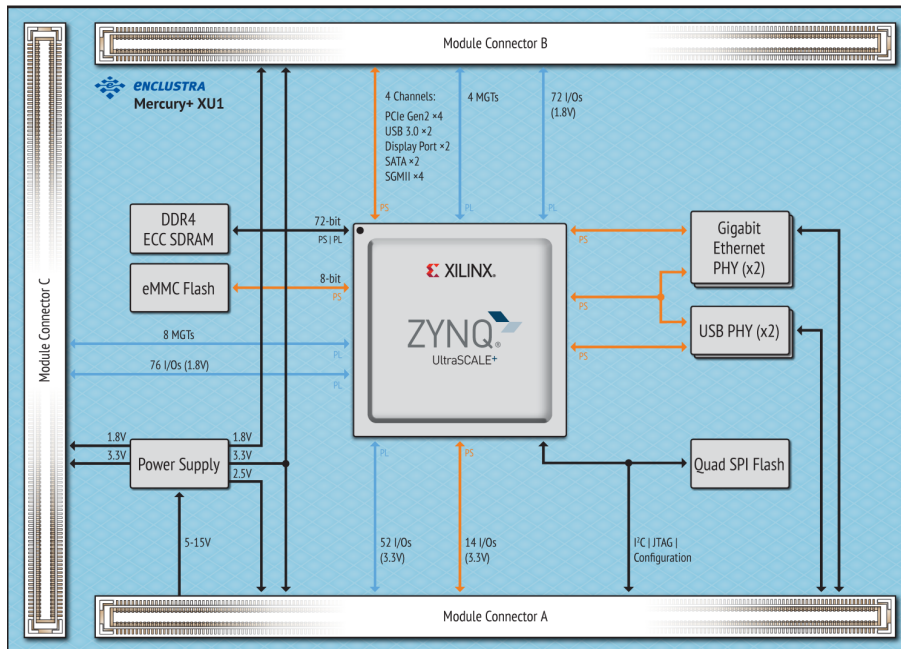 Module Connector B
ENCLUSTRA
Mercury+ XU1
4 Channels:
PCIe Gen2 ×4
USB 3.0 ×2
Display Port ×2
SATA ×2
SGMII ×4
4 MGTs
72 I/Os
(1.8V)
PS
PL
PL
DDR4
ECC SDRAM
72-bit
PS | PL
eMMC Flash
8-bit
PS
XILINX®
ZYNQ®
UltraSCALE+
PS
Gigabit
Ethernet
PHY (x2)
PS
USB PHY (x2)
PS
Module Connector C
8 MGTs
PL
76 I/Os (1.8V)
PL
1.8V
3.3V
Power Supply
1.8V
3.3V
2.5V
PL
PS
Quad SPI Flash
5-15V
52 I/Os
(3.3V)
14 I/Os
(3.3V)
I²C | JTAG |
Configuration
Module Connector A